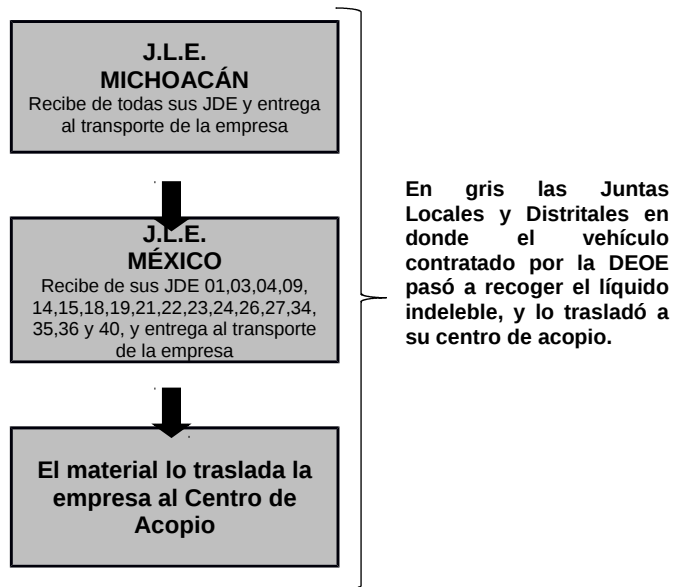 J.L.E.
MICHOACÁN
Recibe de todas sus JDE y entrega
al transporte de la empresa
J.L.E.
MÉXICO
Recibe de sus JDE 01,03,04,09,
14,15,18,19,21,22,23,24,26,27,34,
35,36 y 40, y entrega al transporte
de la empresa
El material lo traslada la
empresa al Centro de
Acopio
En gris las Juntas
Locales y Distritales en
donde el vehículo
contratado por la DEOE
pasó a recoger el líquido
indeleble, y lo trasladó a
su centro de acopio.